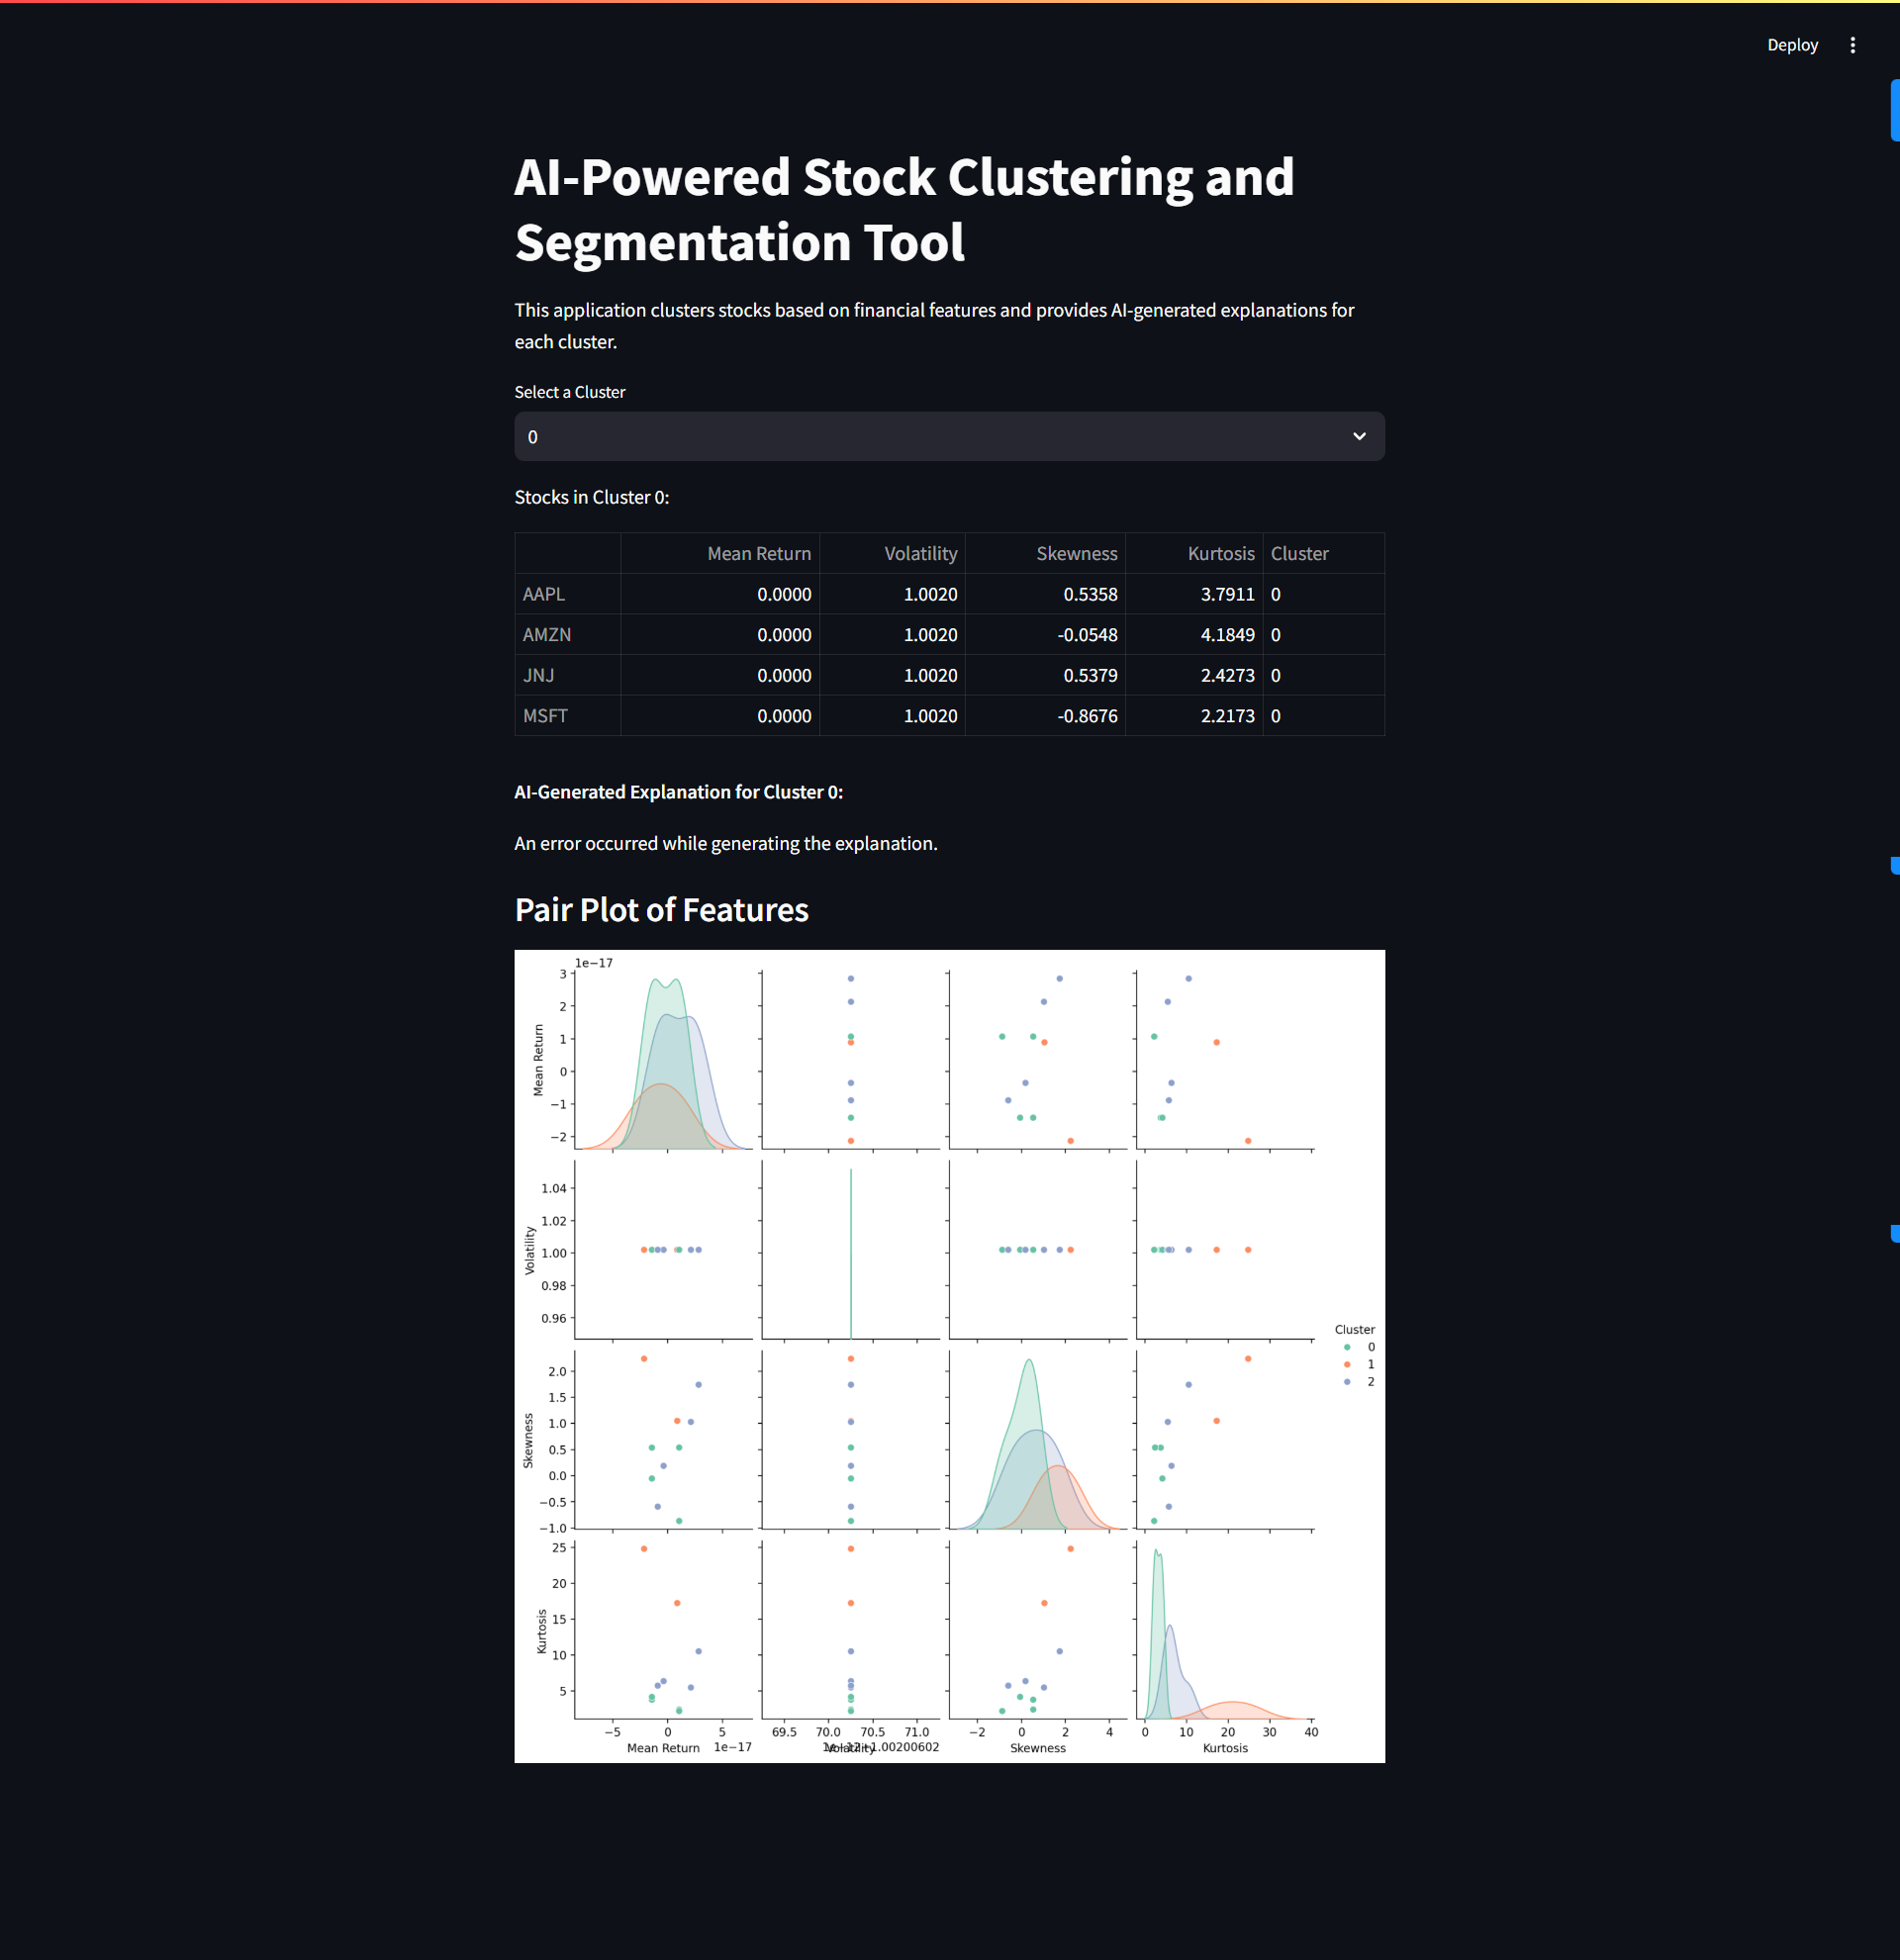 Deploy
AI-Powered Stock Clustering and
Segmentation Tool
This application clusters stocks based on financial features and provides AI-generated explanations for
each cluster.
Select a Cluster
0
Stocks in Cluster 0:
Mean Return Volatility Skewness Kurtosis Cluster
AAPL 0.0000 1.0020 0.5358 3.7911 0
AMZN 0.0000 1.0020 -0.0548 4.1849 0
JNJ 0.0000 1.0020 0.5379 2.4273 0
MSFT 0.0000 1.0020 -0.8676 2.2173 0
AI-Generated Explanation for Cluster 0:
An error occurred while generating the explanation.
Pair Plot of Features
1e−17
3
2
1
0
−1
−2
Mean Return
1.04
1.02
1.00
0.98
0.96
Volatility
Cluster
0
1
2
2.0
1.5
1.0
0.5
0.0
−0.5
−1.0
Skewness
25
20
15
10
5
Kurtosis
−5 0 5 69.5 70.0 70.5 71.0 −2 0 2 4 0 10 20 30 40
Mean Return 1e−17 Volatility 1e−12+1.00200602 Skewness Kurtosis